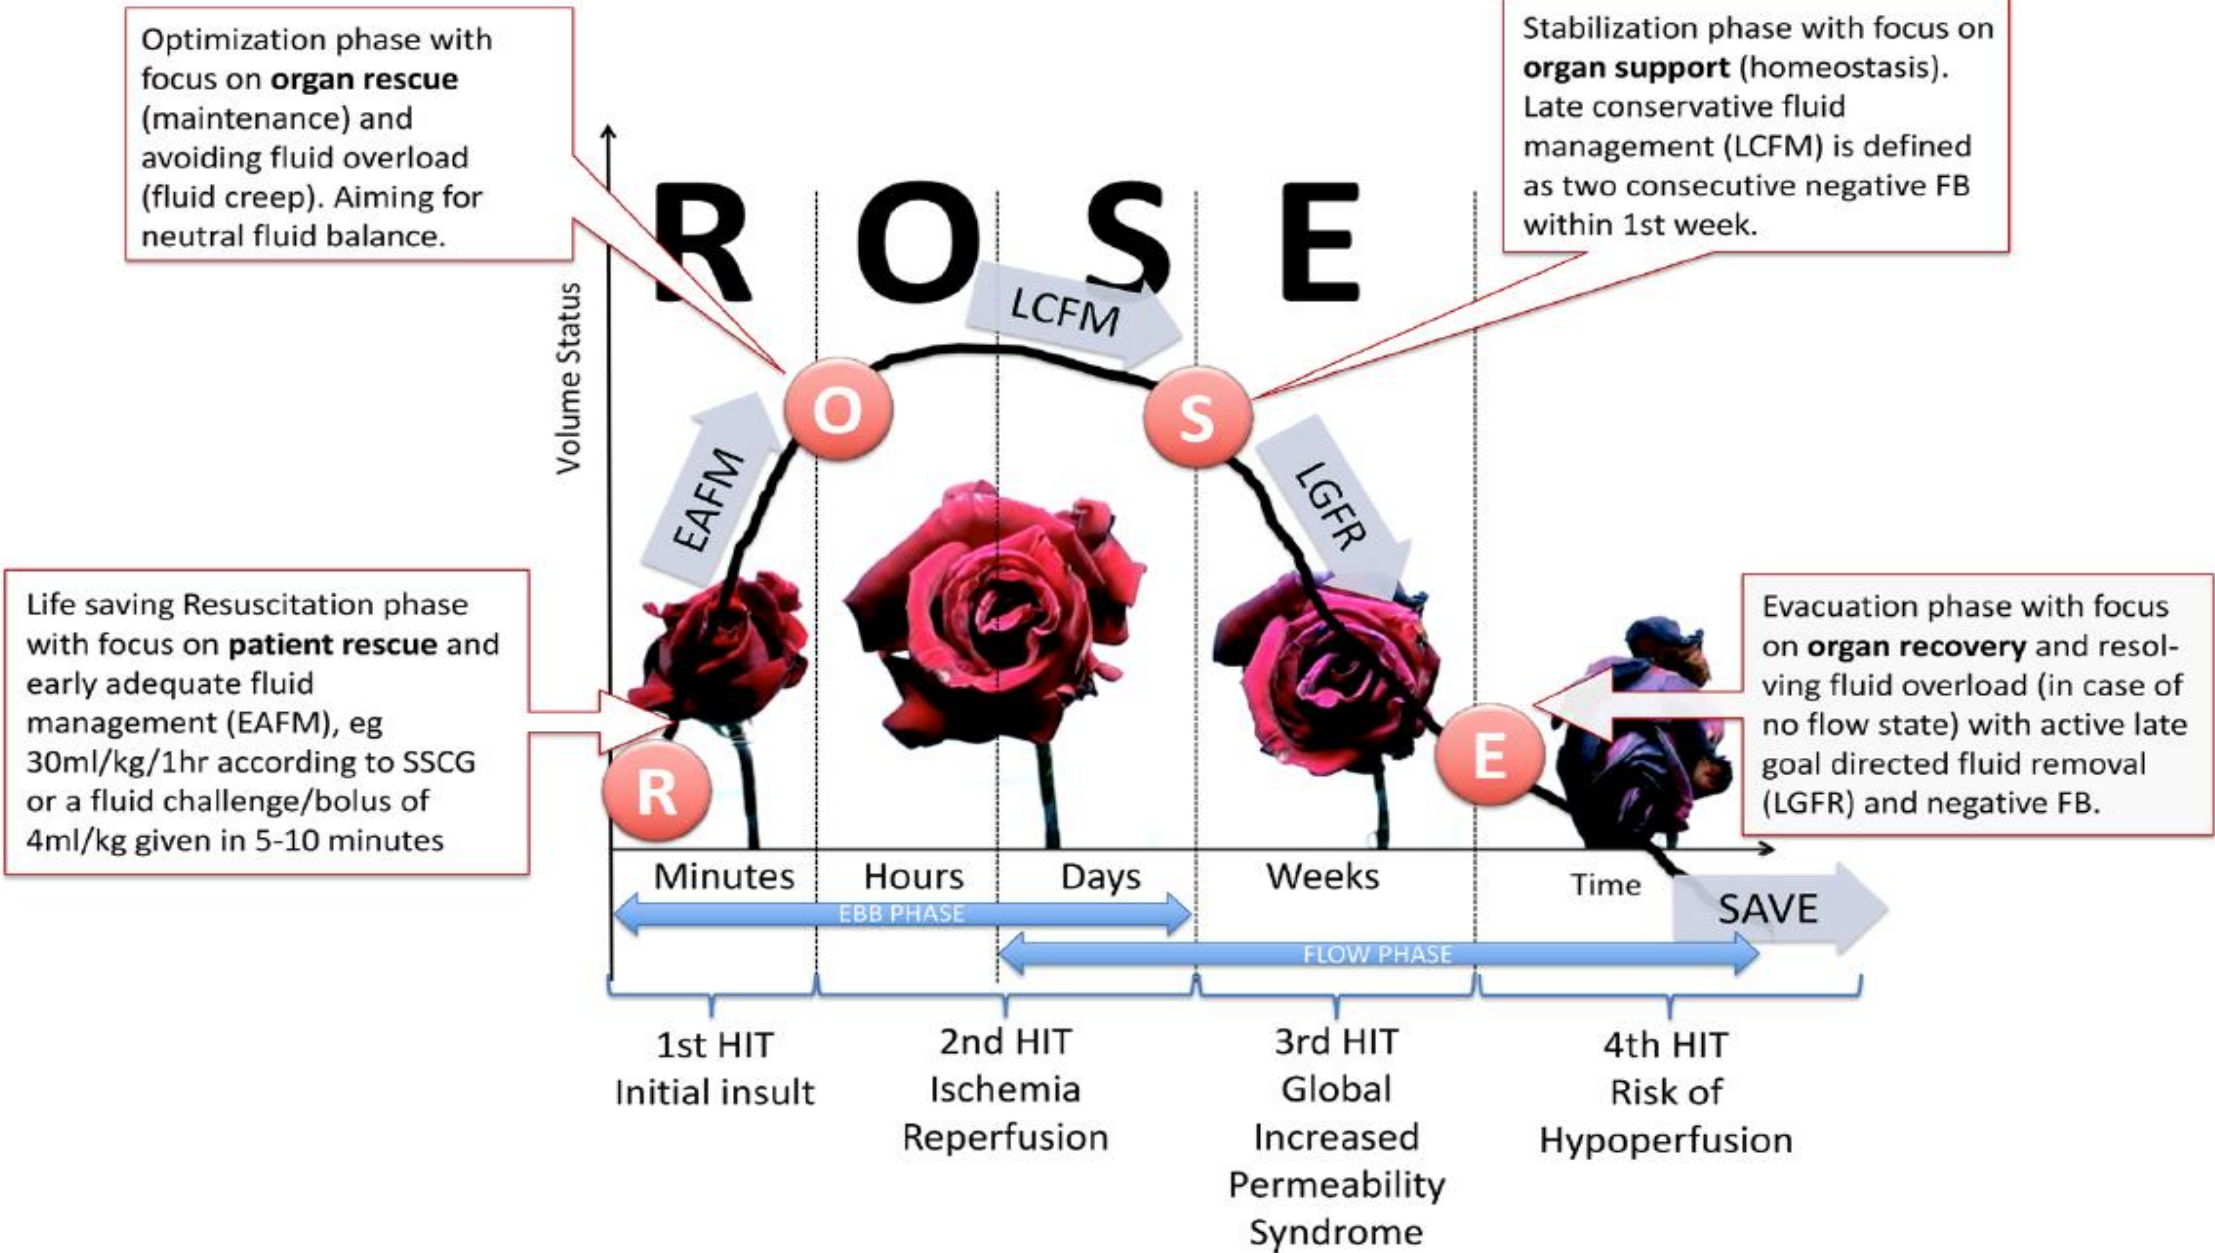 Optimization phase with
focus on organ rescue
(maintenance) and
avoiding fluid overload
(fluid creep). Aiming for
neutral fluid balance.
Stabilization phase with focus on
organ support (homeostasis).
Late conservative fluid
management (LCFM) is defined
as two consecutive negative FB
within 1st week.
R O S E
Volume Status
LCFM
O
S
EAFM
LGFR
Life saving Resuscitation phase
with focus on patient rescue and
early adequate fluid
management (EAFM), eg
30ml/kg/1hr according to SSCG
or a fluid challenge/bolus of
4ml/kg given in 5-10 minutes
Evacuation phase with focus
on organ recovery and resol-
ving fluid overload (in case of
no flow state) with active late
goal directed fluid removal
(LGFR) and negative FB.
R
E
Minutes Hours Days Weeks Time
SAVE
EBB PHASE
FLOW PHASE
1st HIT
Initial insult
2nd HIT
Ischemia
Reperfusion
3rd HIT
Global
Increased
Permeability
Syndrome
4th HIT
Risk of
Hypoperfusion